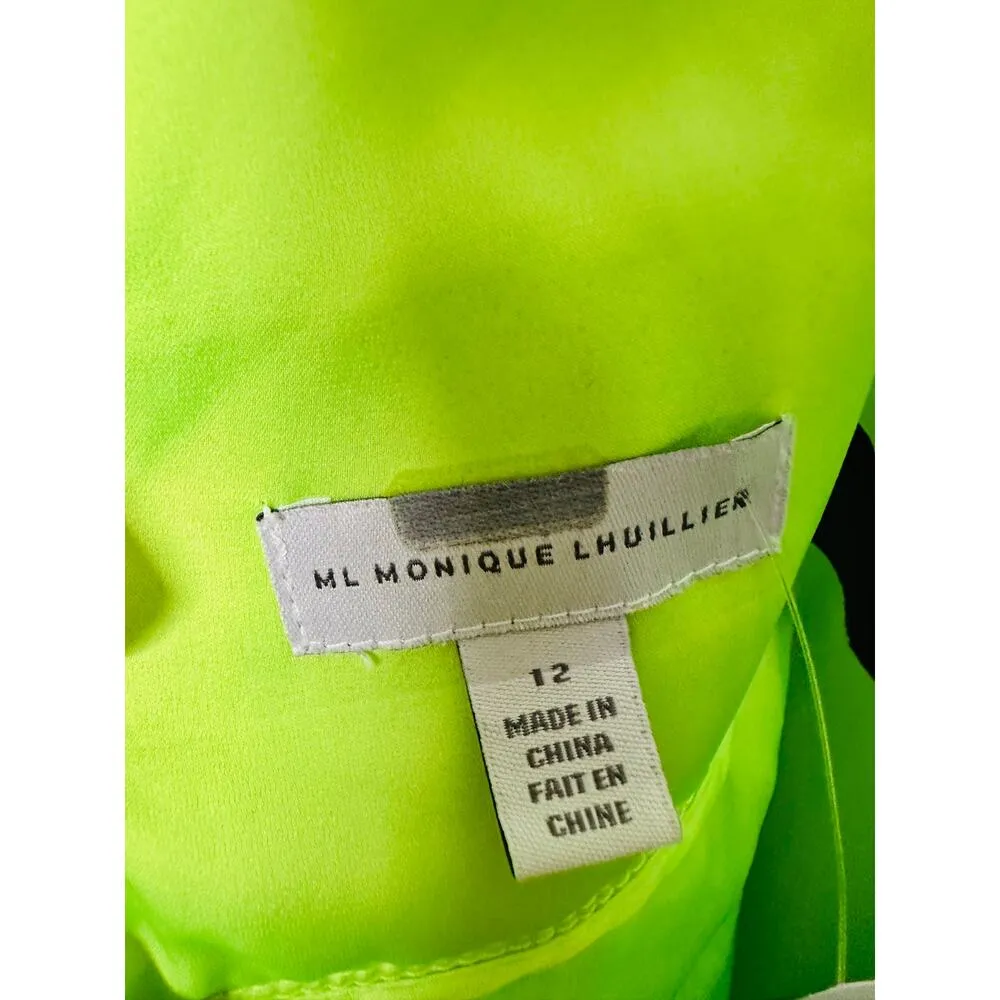 ML MONIQUE LHUILLIER
12
MADE IN
CHINA
FAIT EN
CHINE